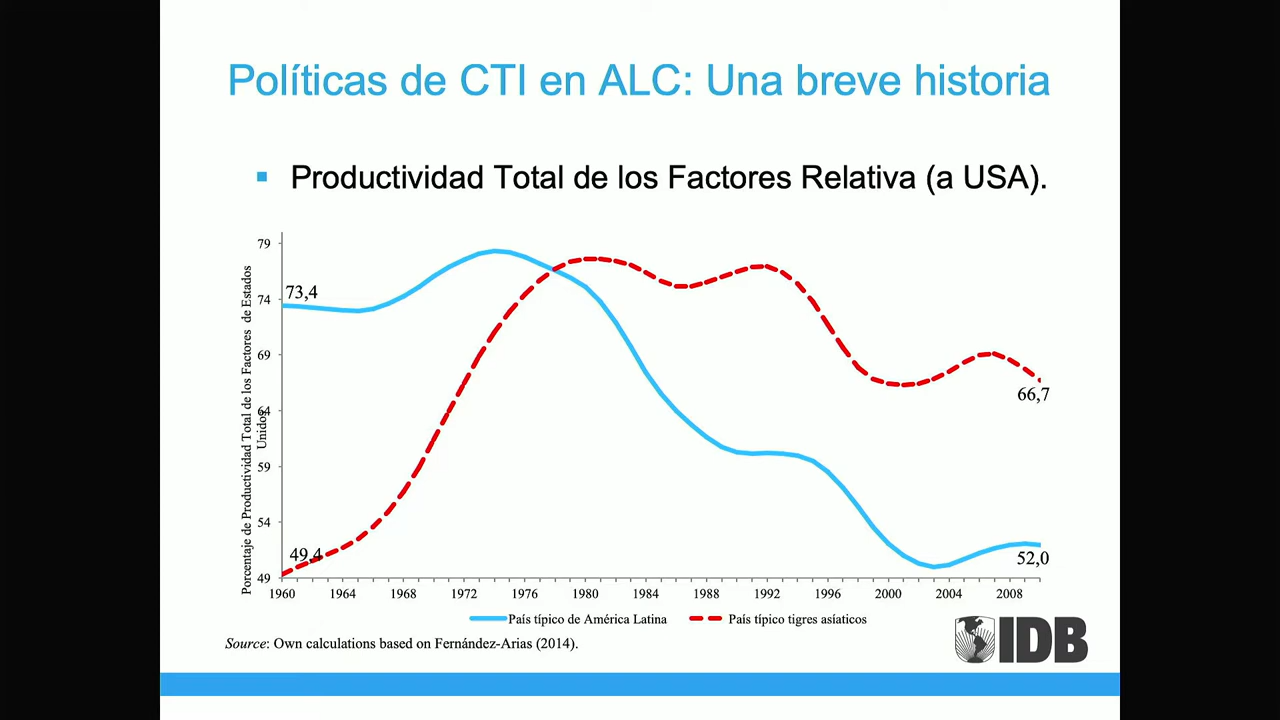 Políticas de CTI en ALC: Una breve historia
▪ Productividad Total de los Factores Relativa (a USA).
Porcentaje de Productividad Total de los Factores de Estados
Unidos
79
74
69
64
59
54
49
73,4
49,4
66,7
52,0
1960 1964 1968 1972 1976 1980 1984 1988 1992 1996 2000 2004 2008
País típico de América Latina País típico tigres asíaticos
Source: Own calculations based on Fernández-Arias (2014).
IDB